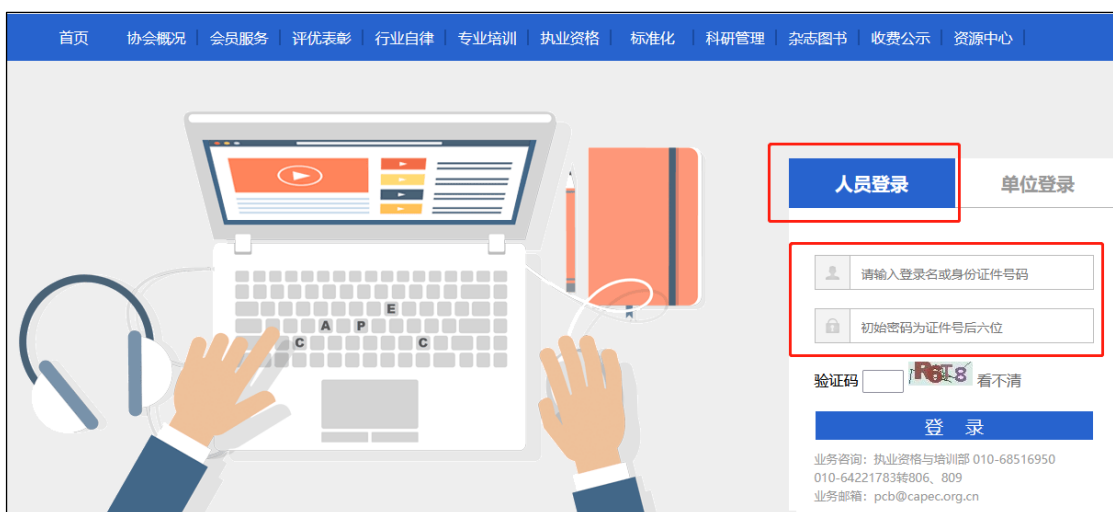 首页 协会概况 会员服务 评优表彰 行业自律 专业培训 执业资格 标准化 科研管理 杂志图书 收费公示 资源中心
人员登录 单位登录
请输入登录名或身份证件号码
初始密码为证件号后六位
验证码 R6T8 看不清
登 录
业务咨询：执业资格与培训部 010-68516950
010-64221783转806、809
业务邮箱：pcb@capec.org.cn
E
A P
C C